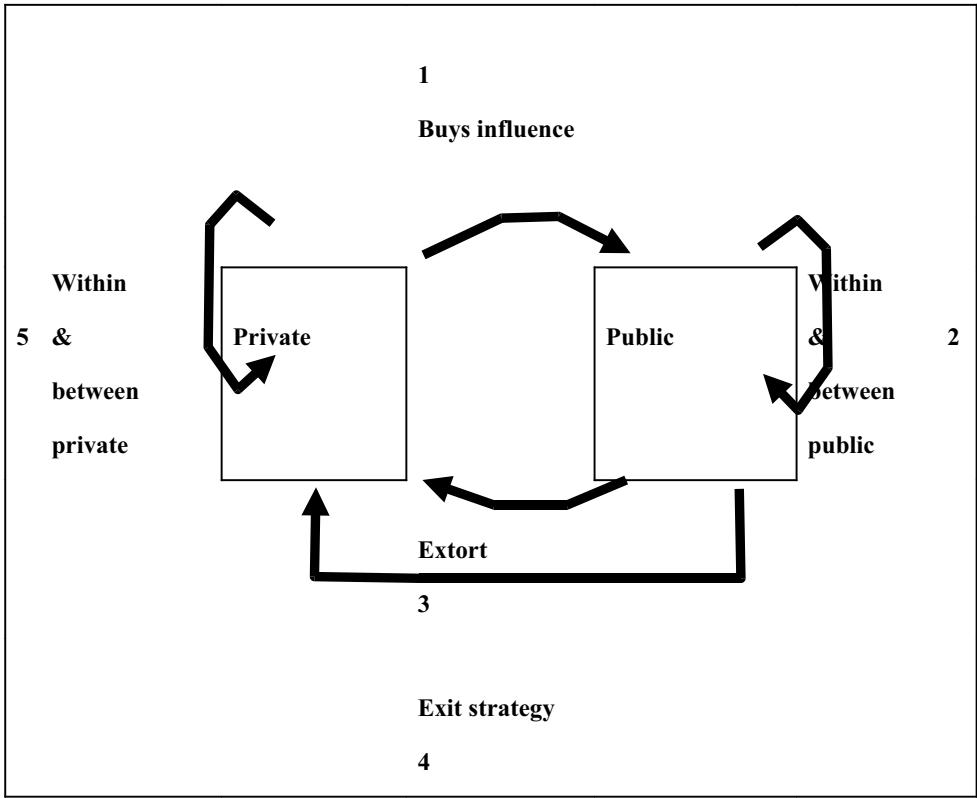 1
Buys influence
Within
5 &
between
private
Private
Public
Within
& 2
between
public
Extort
3
Exit strategy
4